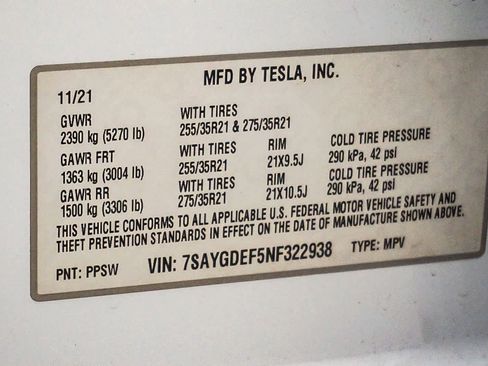 MFD BY TESLA, INC.
11/21
GVWR WITH TIRES
2390 kg (5270 lb) 255/35R21 & 275/35R21
GAWR FRT WITH TIRES RIM COLD TIRE PRESSURE
1363 kg (3004 lb) 255/35R21 21X9.5J 290 kPa, 42 psi
GAWR RR WITH TIRES RIM COLD TIRE PRESSURE
1500 kg (3306 lb) 275/35R21 21X10.5J 290 kPa, 42 psi
THIS VEHICLE CONFORMS TO ALL APPLICABLE U.S. FEDERAL MOTOR VEHICLE SAFETY AND
THEFT PREVENTION STANDARDS IN EFFECT ON THE DATE OF MANUFACTURE SHOWN ABOVE.
PNT: PPSW VIN: 7SAYGDEF5NF322938 TYPE: MPV